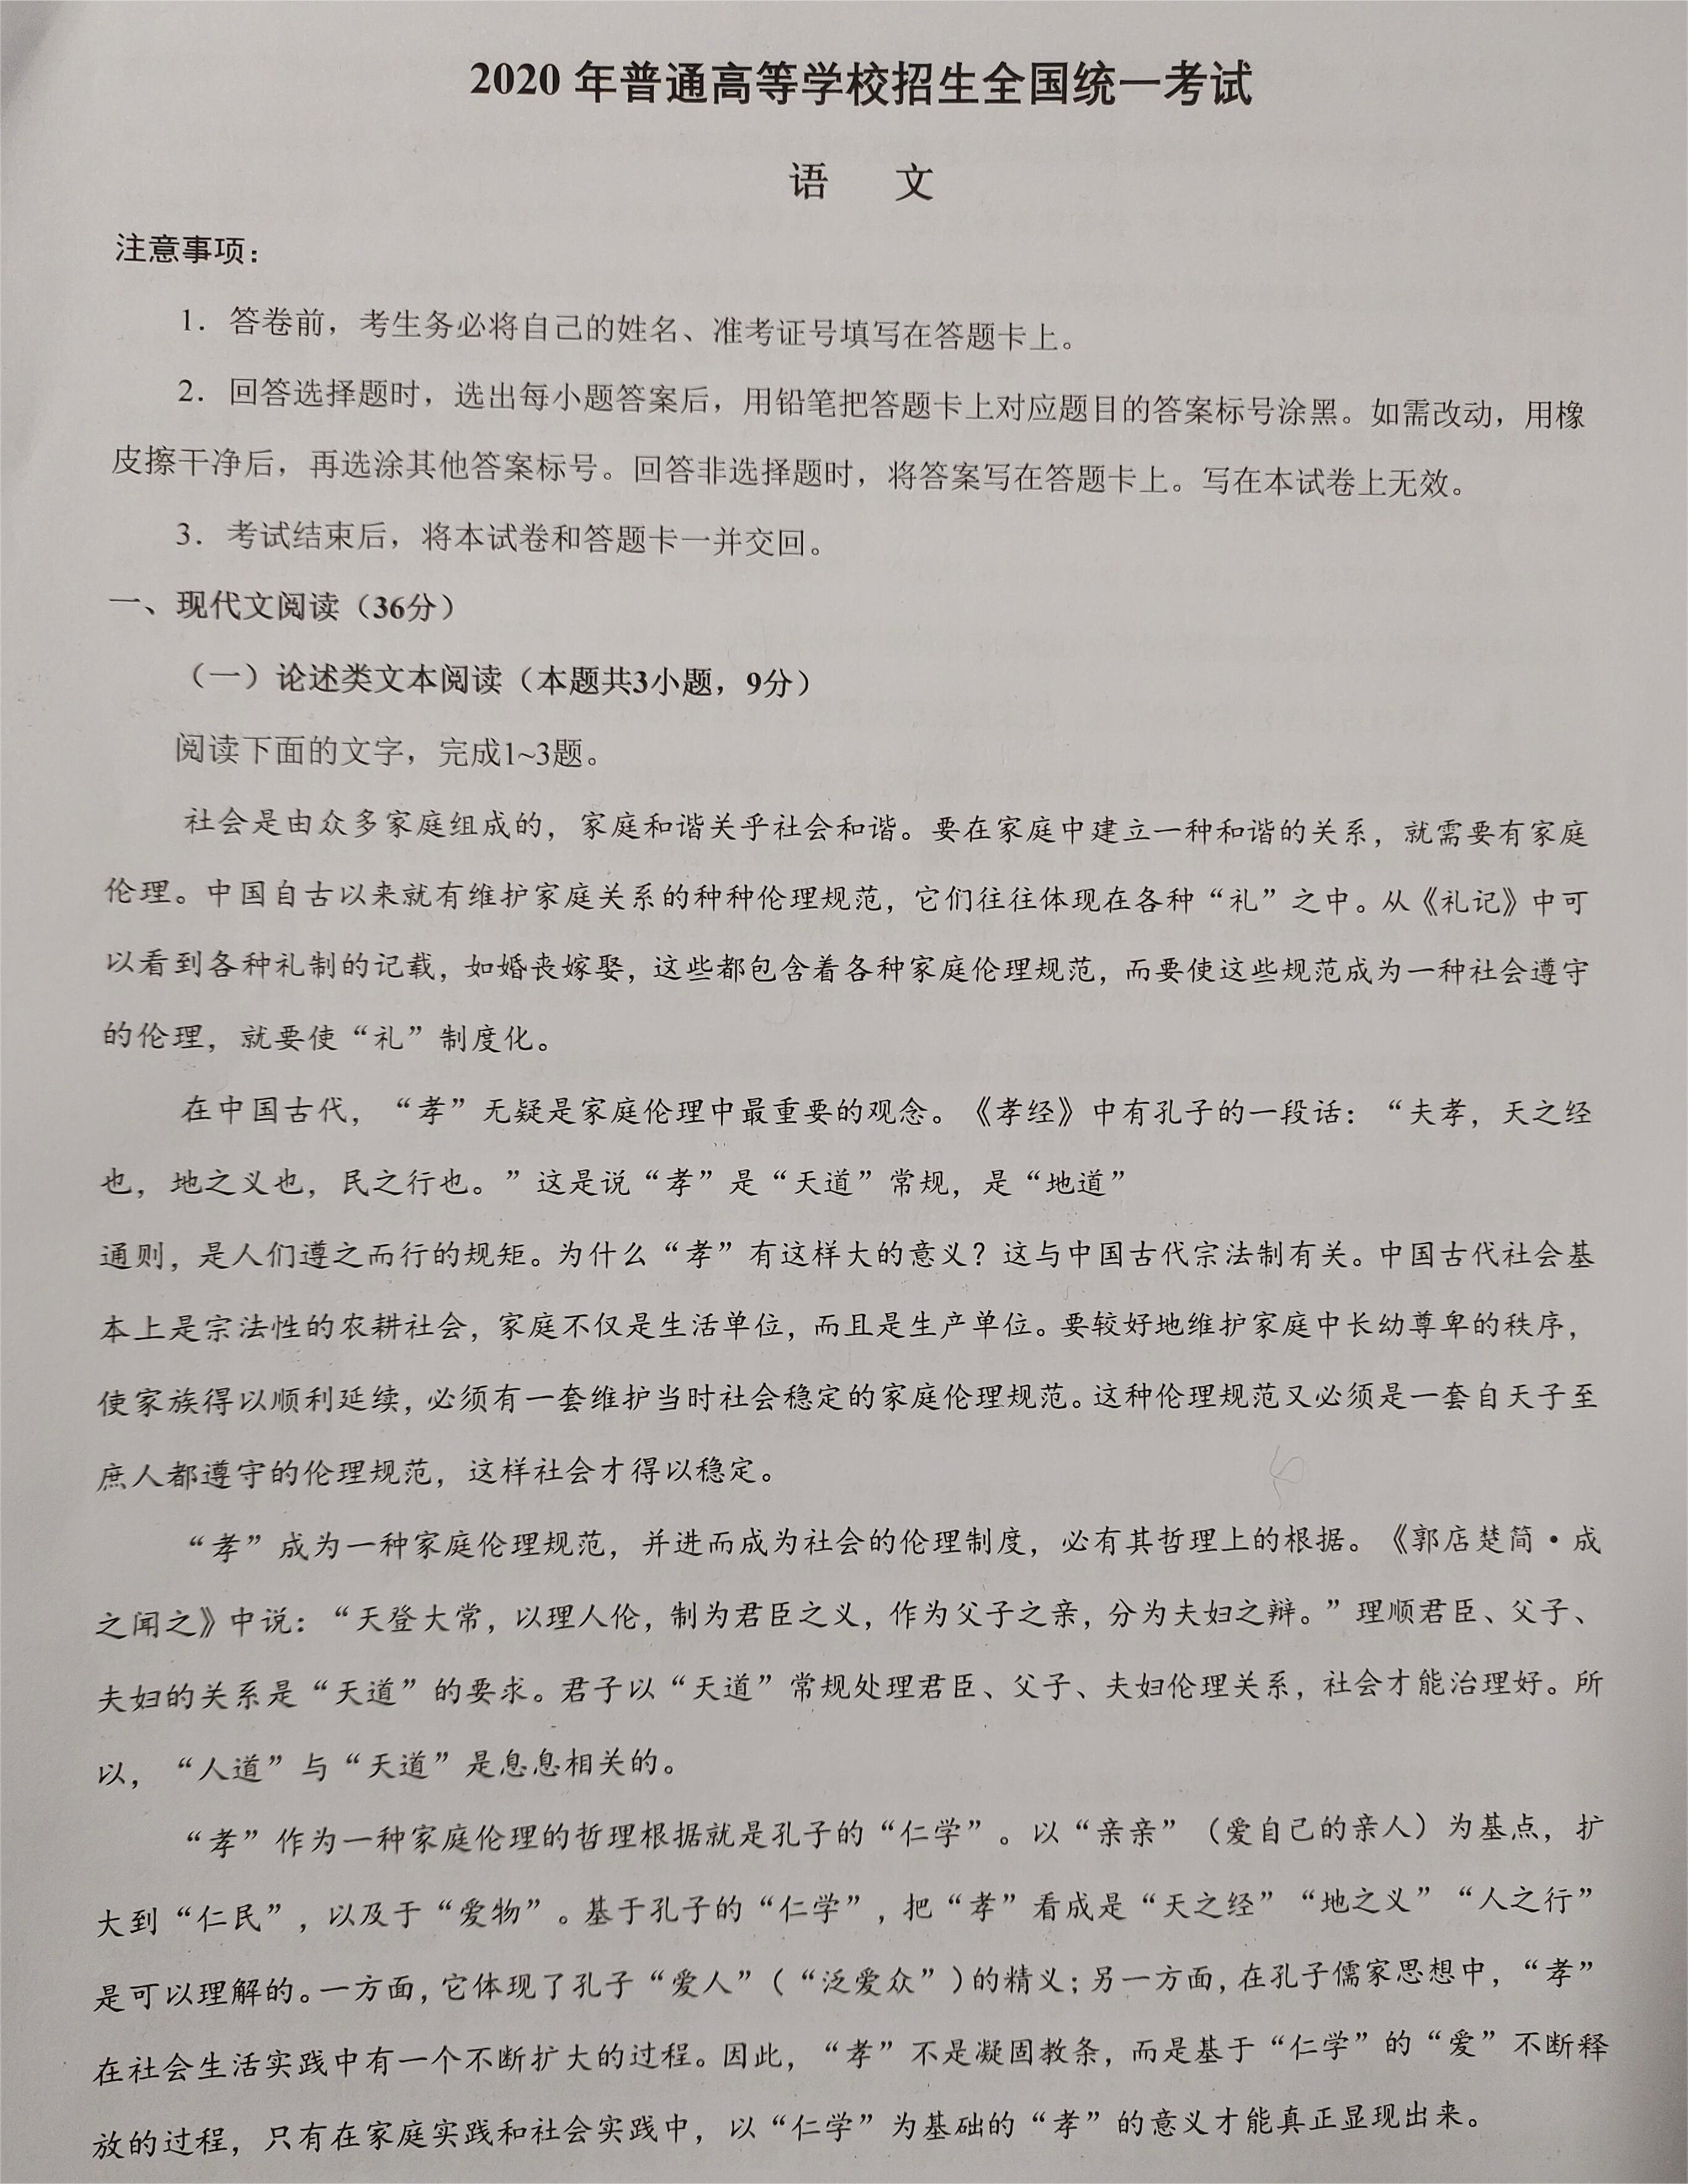 2020 年普通高等学校招生全国统一考试
语 文
注意事项：
1．答卷前，考生务必将自己的姓名、准考证号填写在答题卡上。
2．回答选择题时，选出每小题答案后，用铅笔把答题卡上对应题目的答案标号涂黑。如需改动，用橡
皮擦干净后，再选涂其他答案标号。回答非选择题时，将答案写在答题卡上。写在本试卷上无效。
3．考试结束后，将本试卷和答题卡一并交回。
一、现代文阅读（36分）
（一）论述类文本阅读（本题共3小题，9分）
阅读下面的文字，完成1~3题。
社会是由众多家庭组成的，家庭和谐关乎社会和谐。要在家庭中建立一种和谐的关系，就需要有家庭
伦理。中国自古以来就有维护家庭关系的种种伦理规范，它们往往体现在各种“礼”之中。从《礼记》中可
以看到各种礼制的记载，如婚丧嫁娶，这些都包含着各种家庭伦理规范，而要使这些规范成为一种社会遵守
的伦理，就要使“礼”制度化。
在中国古代，“孝”无疑是家庭伦理中最重要的观念。《孝经》中有孔子的一段话：“夫孝，天之经
也，地之义也，民之行也。”这是说“孝”是“天道”常规，是“地道”
通则，是人们遵之而行的规矩。为什么“孝”有这样大的意义？这与中国古代宗法制有关。中国古代社会基
本上是宗法性的农耕社会，家庭不仅是生活单位，而且是生产单位。要较好地维护家庭中长幼尊卑的秩序，
使家族得以顺利延续，必须有一套维护当时社会稳定的家庭伦理规范。这种伦理规范又必须是一套自天子至
庶人都遵守的伦理规范，这样社会才得以稳定。
“孝”成为一种家庭伦理规范，并进而成为社会的伦理制度，必有其哲理上的根据。《郭店楚简·成
之闻之》中说：“天登大常，以理人伦，制为君臣之义，作为父子之亲，分为夫妇之辩。”理顺君臣、父子、
夫妇的关系是“天道”的要求。君子以“天道”常规处理君臣、父子、夫妇伦理关系，社会才能治理好。所
以，“人道”与“天道”是息息相关的。
“孝”作为一种家庭伦理的哲理根据就是孔子的“仁学”。以“亲亲”（爱自己的亲人）为基点，扩
大到“仁民”，以及于“爱物”。基于孔子的“仁学”，把“孝”看成是“天之经”“地之义”“人之行”
是可以理解的。一方面，它体现了孔子“爱人”（“泛爱众”）的精义；另一方面，在孔子儒家思想中，“孝”
在社会生活实践中有一个不断扩大的过程。因此，“孝”不是凝固教条，而是基于“仁学”的“爱”不断释
放的过程，只有在家庭实践和社会实践中，以“仁学”为基础的“孝”的意义才能真正显现出来。